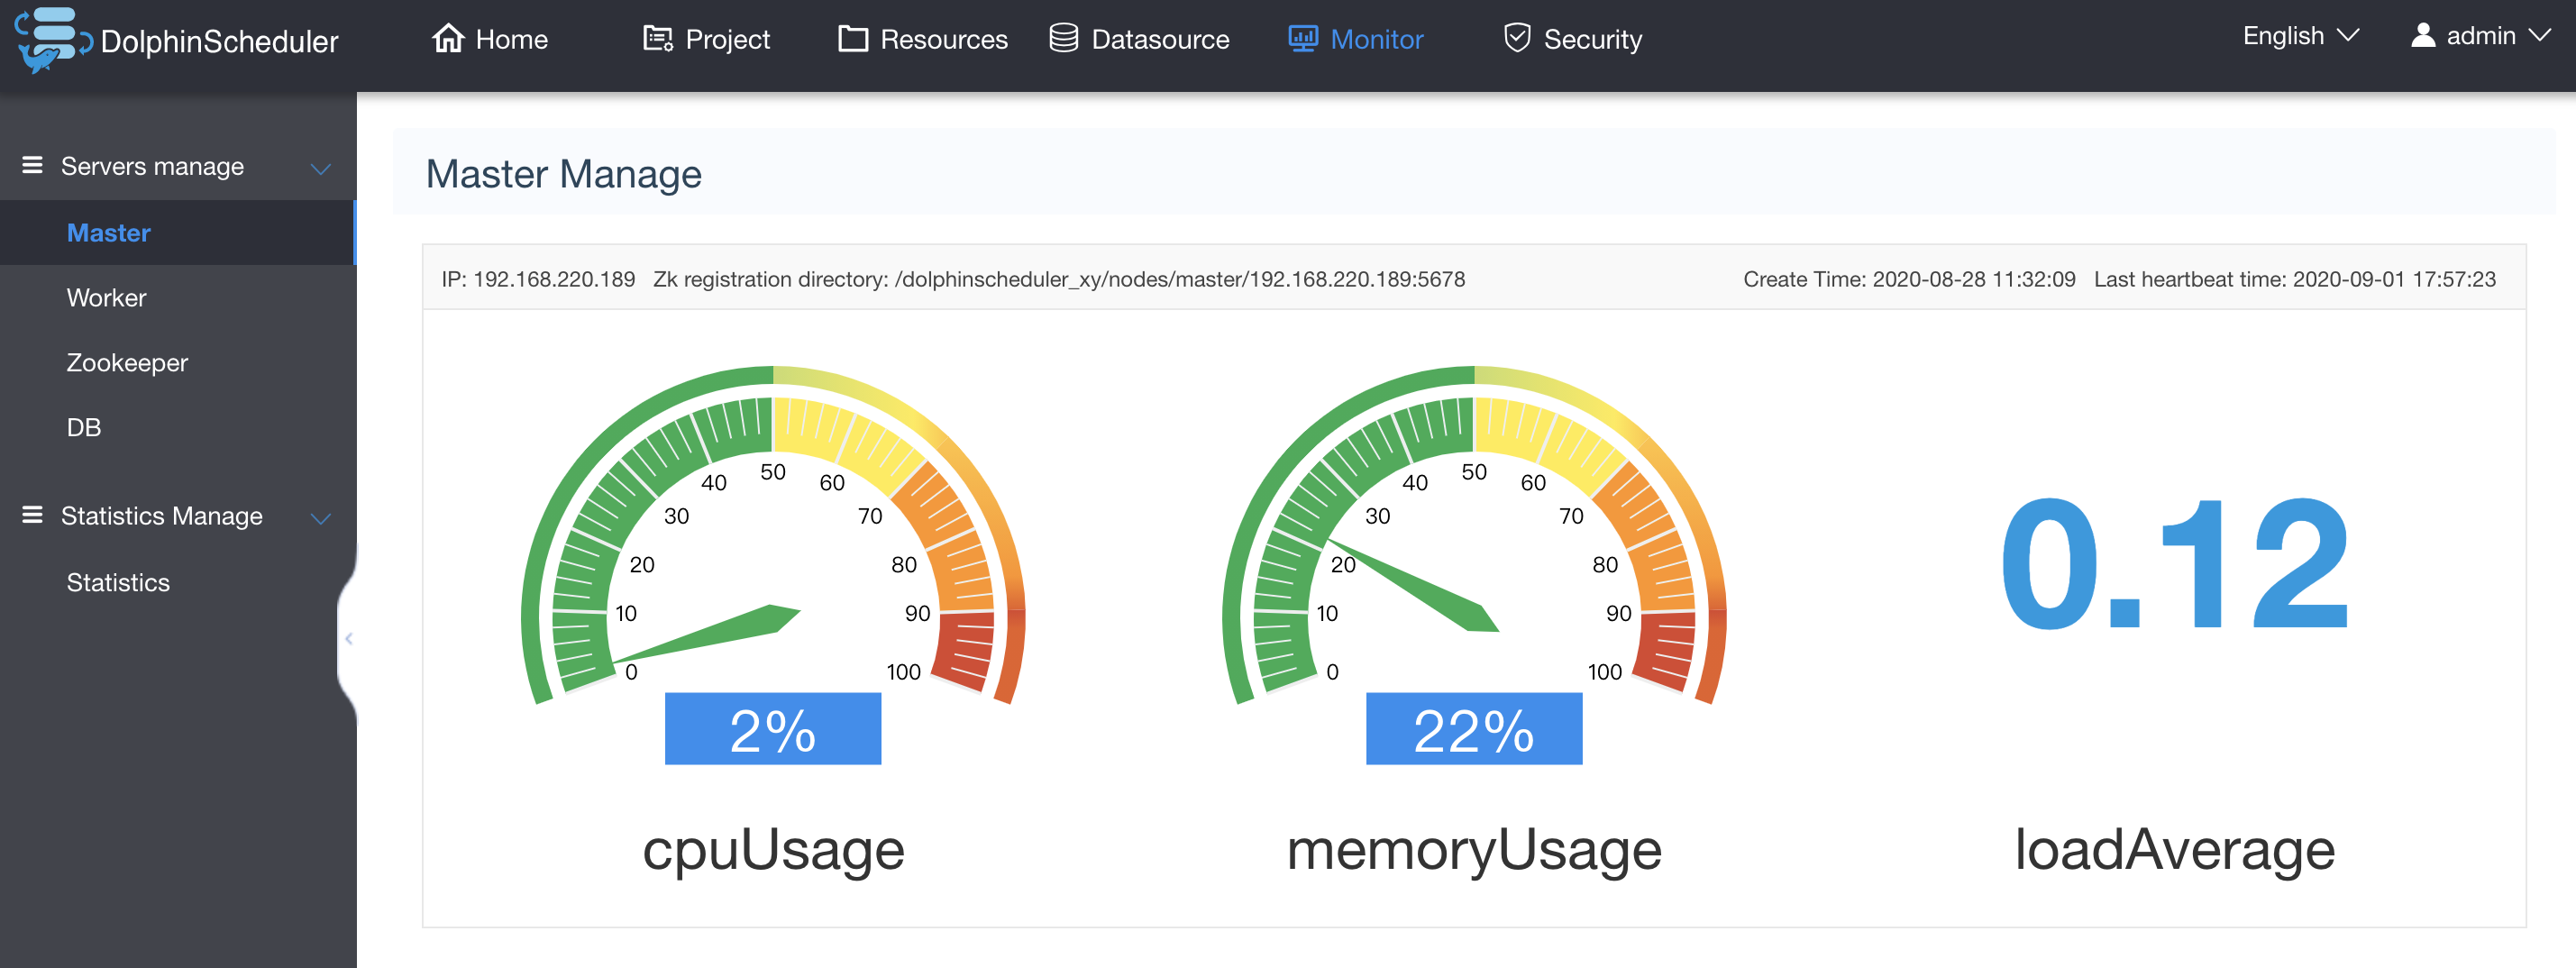 DolphinScheduler Home Project Resources Datasource Monitor Security English admin
Servers manage
Master
Worker
Zookeeper
DB
Statistics Manage
Statistics
Master Manage
IP: 192.168.220.189 Zk registration directory: /dolphinscheduler_xy/nodes/master/192.168.220.189:5678 Create Time: 2020-08-28 11:32:09 Last heartbeat time: 2020-09-01 17:57:23
0 10 20 30 40 50 60 70 80 90 100
2%
cpuUsage
0 10 20 30 40 50 60 70 80 90 100
22%
memoryUsage
0.12
loadAverage